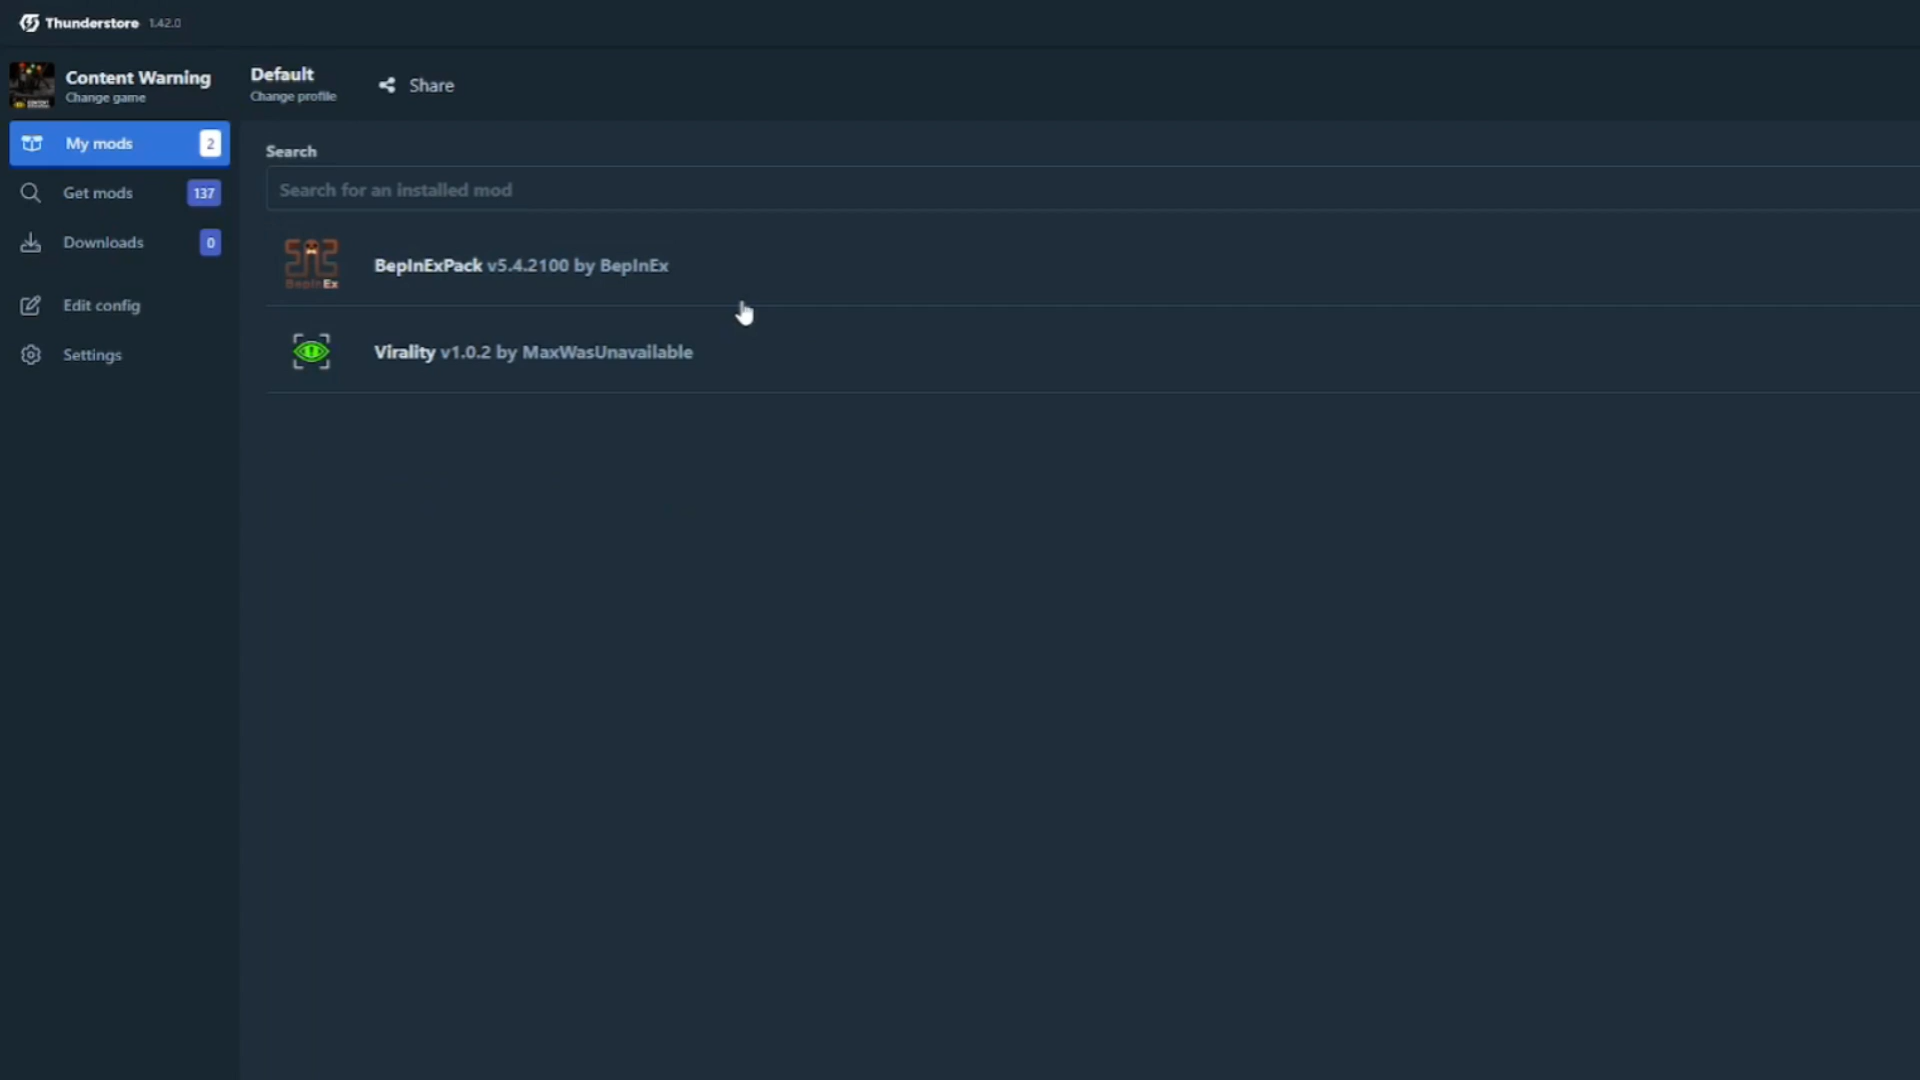 Thunderstore 1.42.0
Content Warning
Change game
Default
Change profile
Share
My mods 2
Get mods 137
Downloads 0
Edit config
Settings
Search
Search for an installed mod
BepInEx
BepInExPack v5.4.2100 by BepInEx
Virality v1.0.2 by MaxWasUnavailable